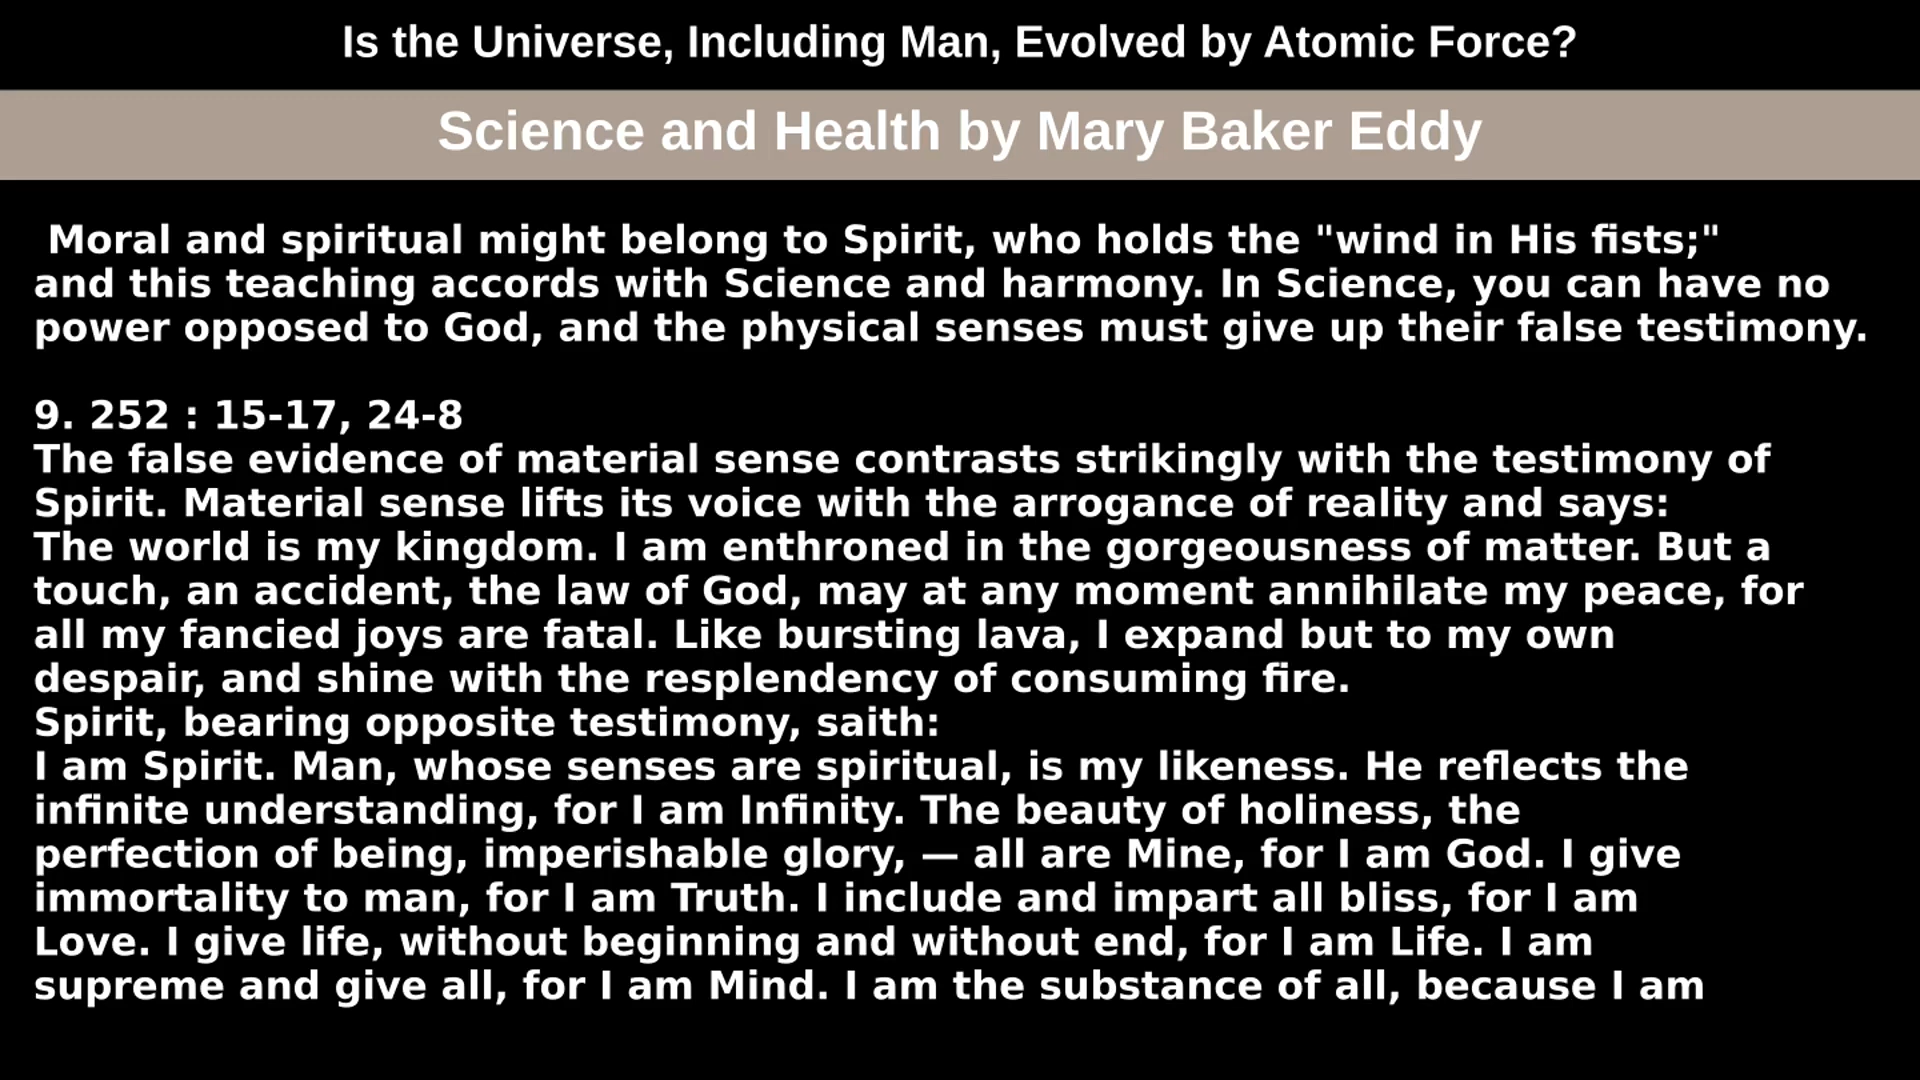 Is the Universe, Including Man, Evolved by Atomic Force?
Science and Health by Mary Baker Eddy
Moral and spiritual might belong to Spirit, who holds the "wind in His fists;"
and this teaching accords with Science and harmony. In Science, you can have no
power opposed to God, and the physical senses must give up their false testimony.
9. 252 : 15-17, 24-8
The false evidence of material sense contrasts strikingly with the testimony of
Spirit. Material sense lifts its voice with the arrogance of reality and says:
The world is my kingdom. I am enthroned in the gorgeousness of matter. But a
touch, an accident, the law of God, may at any moment annihilate my peace, for
all my fancied joys are fatal. Like bursting lava, I expand but to my own
despair, and shine with the resplendency of consuming fire.
Spirit, bearing opposite testimony, saith:
I am Spirit. Man, whose senses are spiritual, is my likeness. He reflects the
infinite understanding, for I am Infinity. The beauty of holiness, the
perfection of being, imperishable glory, — all are Mine, for I am God. I give
immortality to man, for I am Truth. I include and impart all bliss, for I am
Love. I give life, without beginning and without end, for I am Life. I am
supreme and give all, for I am Mind. I am the substance of all, because I am